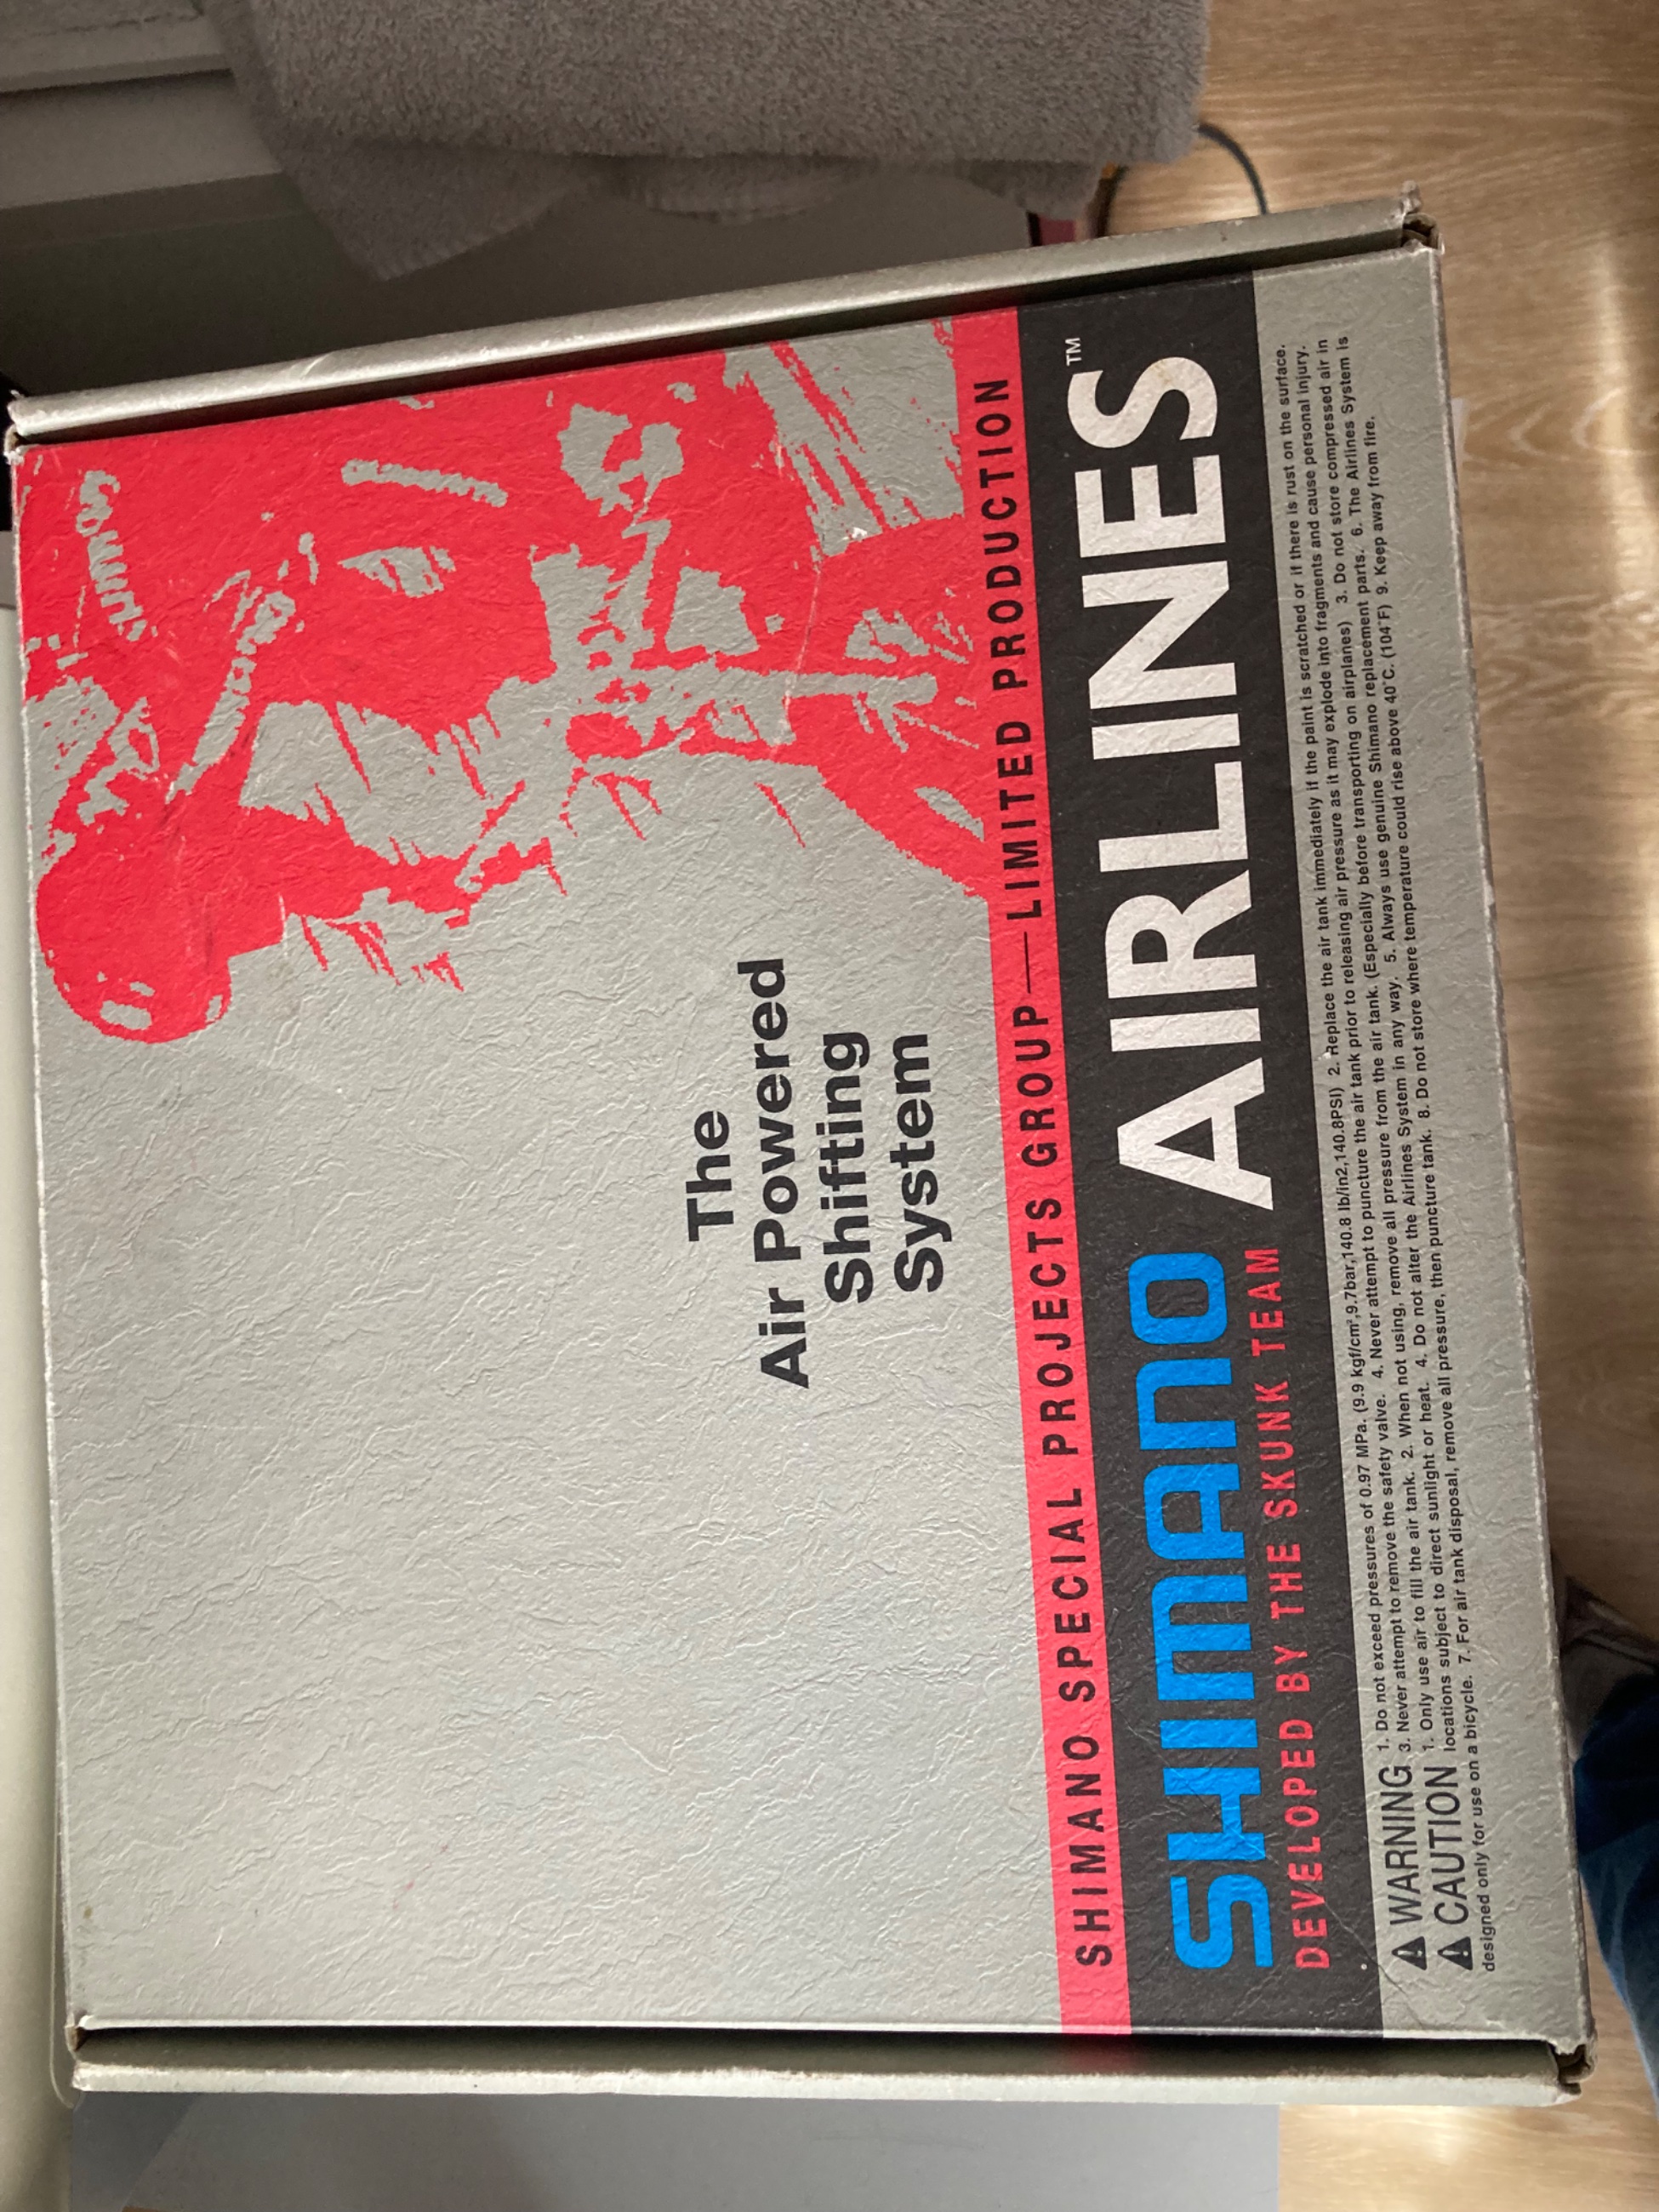 The
Air Powered
Shifting
System
SHIMANO SPECIAL PROJECTS GROUP—LIMITED PRODUCTION
SHIMANO AIRLINES™
DEVELOPED BY THE SKUNK TEAM
⚠ WARNING 1. Do not exceed pressures of 0.97 MPa. (9.9 kgf/cm²,9.7bar,140.8 lb/in2,140.8PSI) 2. Replace the air tank immediately if the paint is scratched or if there is rust on the surface.
3. Never attempt to remove the safety valve. 4. Never attempt to puncture the air tank prior to releasing air pressure as it may explode into fragments and cause personal injury.
⚠ CAUTION 1. Only use air to fill the air tank. 2. When not using, remove all pressure from the air tank. (Especially before transporting on airplanes) 3. Do not store compressed air in
locations subject to direct sunlight or heat. 4. Do not alter the Airlines System in any way. 5. Always use genuine Shimano replacement parts. 6. The Airlines System is
designed only for use on a bicycle. 7. For air tank disposal, remove all pressure, then puncture tank. 8. Do not store where temperature could rise above 40°C. (104°F) 9. Keep away from fire.